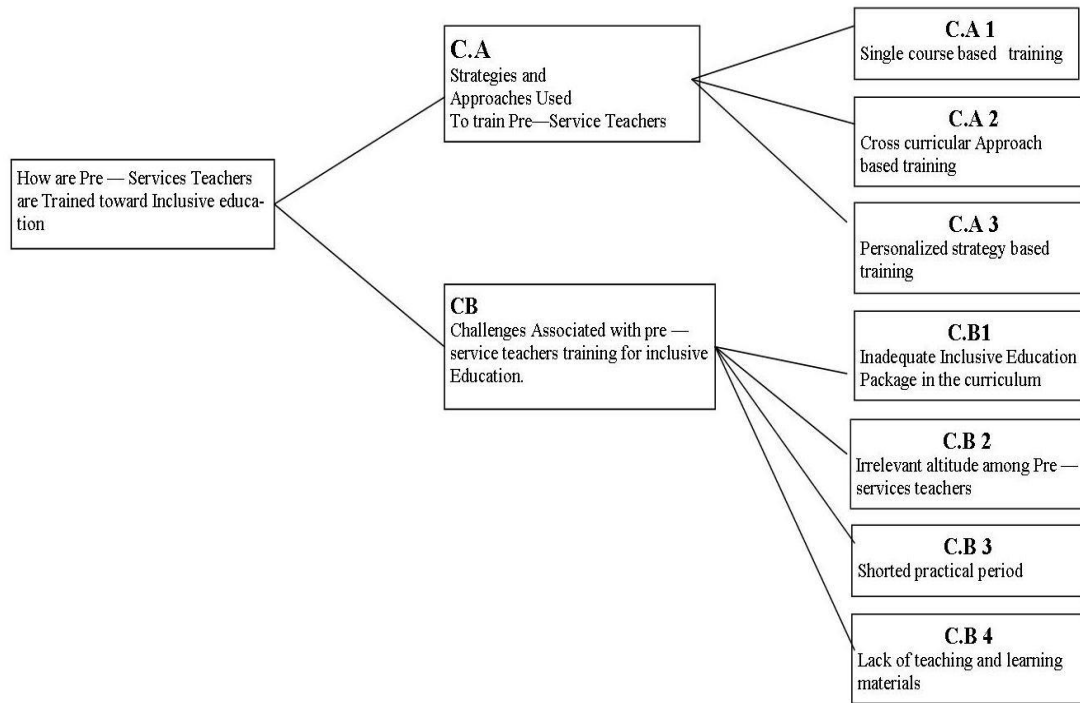 How are Pre — Services Teachers
are Trained toward Inclusive educa-
tion
C.A
Strategies and
Approaches Used
To train Pre—Service Teachers
C.A 1
Single course based training
C.A 2
Cross curricular Approach
based training
C.A 3
Personalized strategy based
training
CB
Challenges Associated with pre —
service teachers training for inclusive
Education.
C.B1
Inadequate Inclusive Education
Package in the curriculum
C.B 2
Irrelevant altitude among Pre —
services teachers
C.B 3
Shorted practical period
C.B 4
Lack of teaching and learning
materials